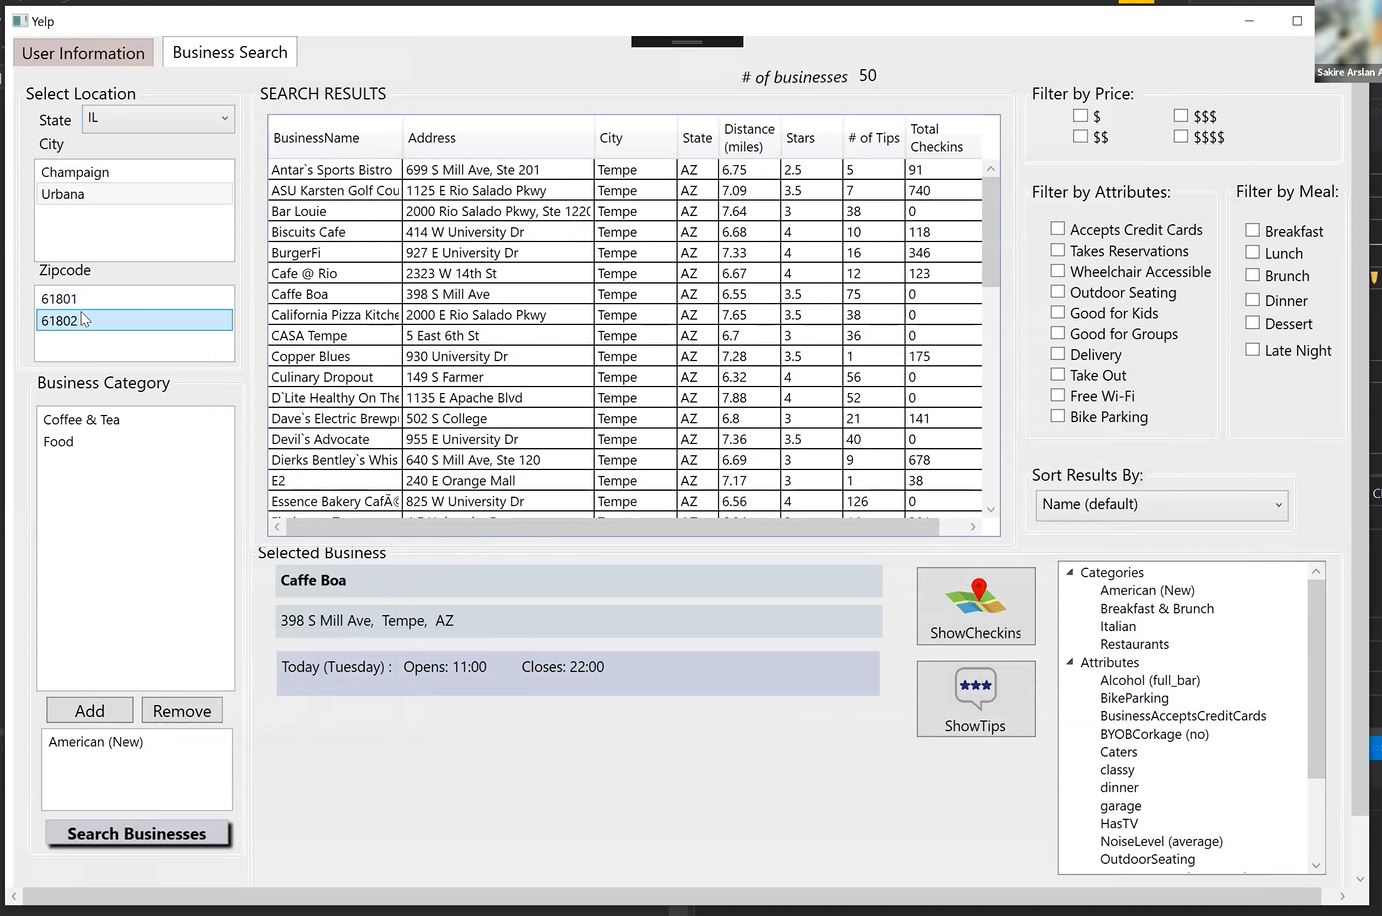 Yelp
User Information
Business Search
# of businesses 50
Sakire Arslan A
Select Location
State IL
City
Champaign
Urbana
Zipcode
61801
61802
Business Category
Coffee & Tea
Food
Add Remove
American (New)
Search Businesses
SEARCH RESULTS
BusinessName Address City State Distance (miles) Stars # of Tips Total Checkins
Antar`s Sports Bistro 699 S Mill Ave, Ste 201 Tempe AZ 6.75 2.5 5 91
ASU Karsten Golf Cou 1125 E Rio Salado Pkwy Tempe AZ 7.09 3.5 7 740
Bar Louie 2000 Rio Salado Pkwy, Ste 1220 Tempe AZ 7.64 3 38 0
Biscuits Cafe 414 W University Dr Tempe AZ 6.68 4 10 118
BurgerFi 927 E University Dr Tempe AZ 7.33 4 16 346
Cafe @ Rio 2323 W 14th St Tempe AZ 6.67 4 12 123
Caffe Boa 398 S Mill Ave Tempe AZ 6.55 3.5 75 0
California Pizza Kitche 2000 E Rio Salado Pkwy Tempe AZ 7.65 3.5 38 0
CASA Tempe 5 East 6th St Tempe AZ 6.7 3 36 0
Copper Blues 930 University Dr Tempe AZ 7.28 3.5 1 175
Culinary Dropout 149 S Farmer Tempe AZ 6.32 4 56 0
D`Lite Healthy On The 1135 E Apache Blvd Tempe AZ 7.88 4 52 0
Dave`s Electric Brewp 502 S College Tempe AZ 6.8 3 21 141
Devil`s Advocate 955 E University Dr Tempe AZ 7.36 3.5 40 0
Dierks Bentley`s Whis 640 S Mill Ave, Ste 120 Tempe AZ 6.69 3 9 678
E2 240 E Orange Mall Tempe AZ 7.17 3 1 38
Essence Bakery CafÃ© 825 W University Dr Tempe AZ 6.56 4 126 0
Selected Business
Caffe Boa
398 S Mill Ave, Tempe, AZ
Today (Tuesday) : Opens: 11:00 Closes: 22:00
ShowCheckins
ShowTips
Filter by Price:
$ $$$
$$ $$$$
Filter by Attributes:
Accepts Credit Cards
Takes Reservations
Wheelchair Accessible
Outdoor Seating
Good for Kids
Good for Groups
Delivery
Take Out
Free Wi-Fi
Bike Parking
Filter by Meal:
Breakfast
Lunch
Brunch
Dinner
Dessert
Late Night
Sort Results By:
Name (default)
Categories
American (New)
Breakfast & Brunch
Italian
Restaurants
Attributes
Alcohol (full_bar)
BikeParking
BusinessAcceptsCreditCards
BYOBCorkage (no)
Caters
classy
dinner
garage
HasTV
NoiseLevel (average)
OutdoorSeating